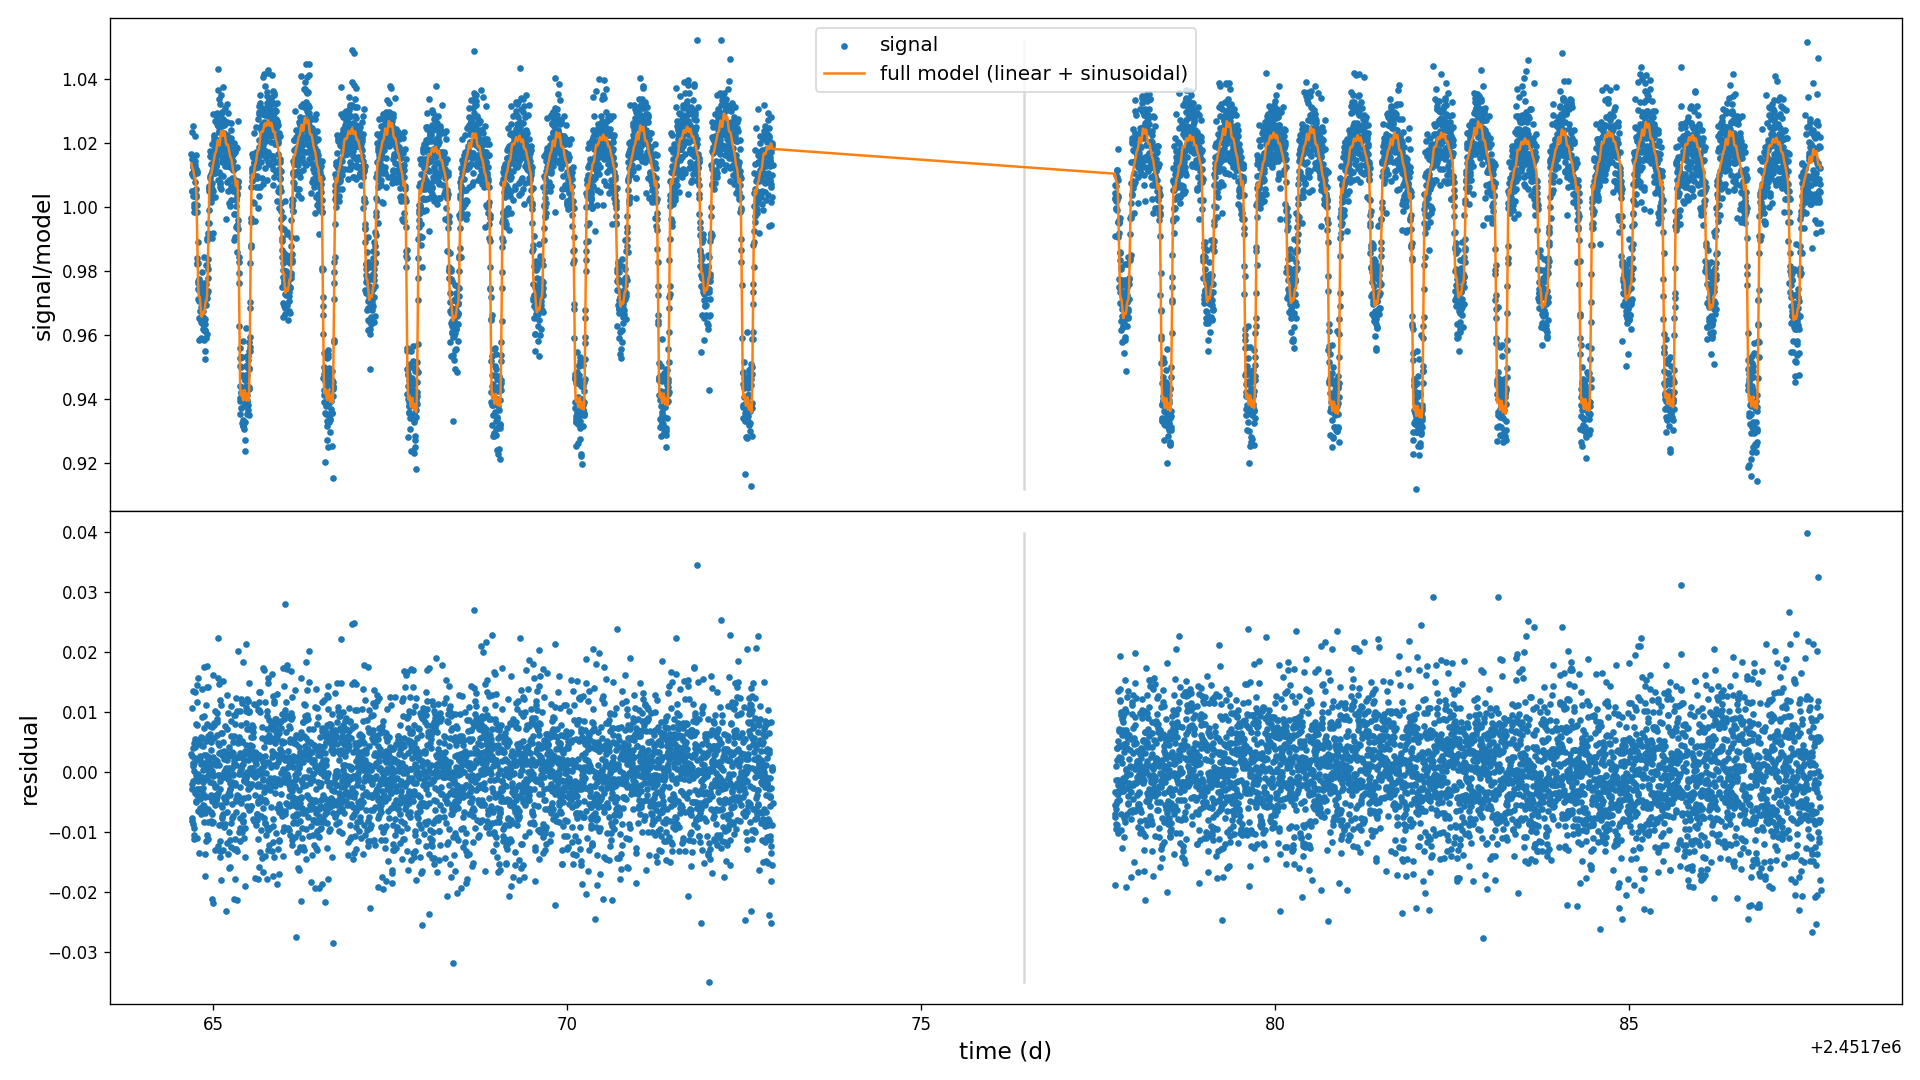 signal
full model (linear + sinusoidal)
1.04
1.02
1.00
0.98
0.96
0.94
0.92
signal/model
0.04
0.03
0.02
0.01
0.00
−0.01
−0.02
−0.03
residual
65 70 75 80 85
time (d)
+2.4517e6